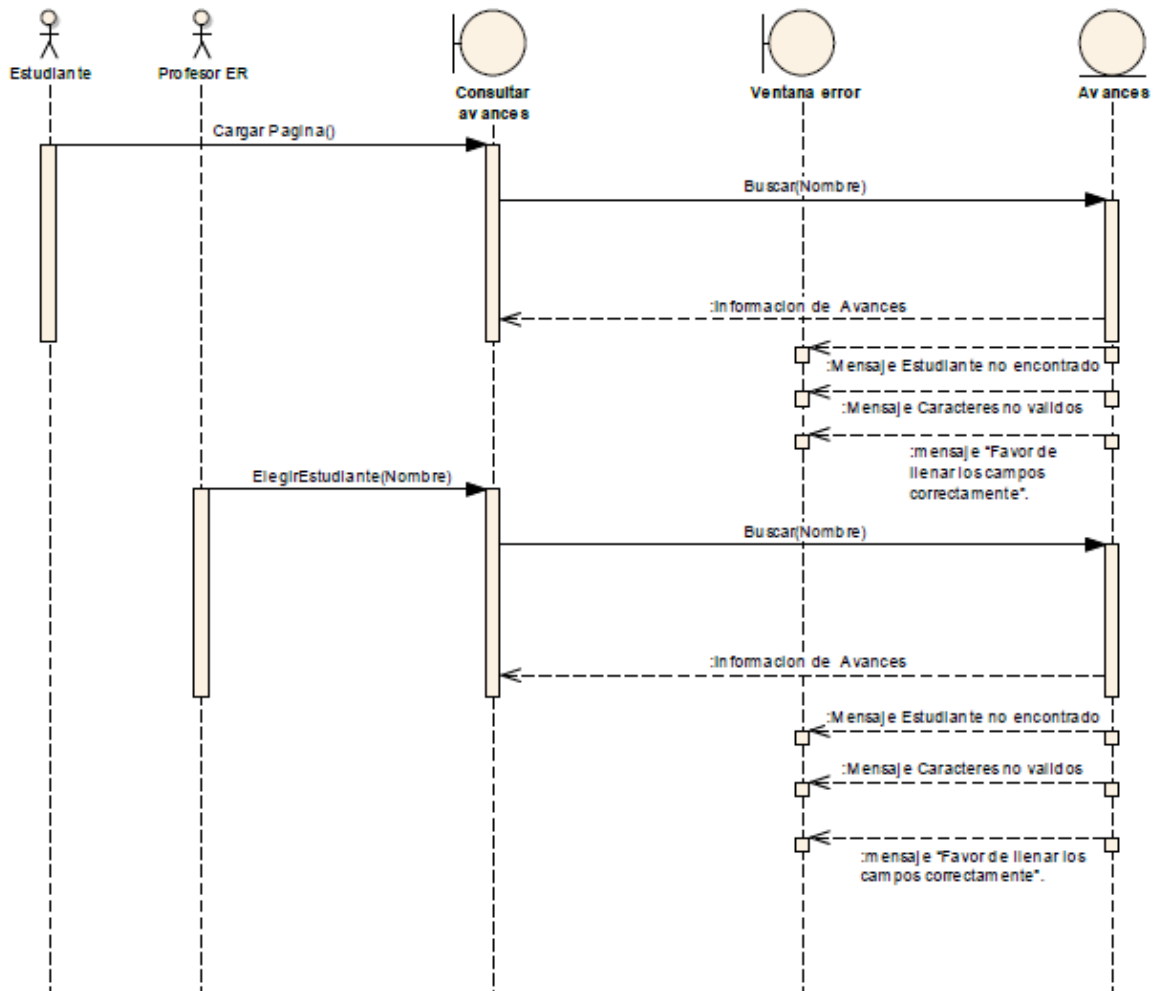 Estudiante
Profesor ER
Consultar
avances
Ventana error
Avances
Cargar Pagina()
Buscar(Nombre)
:Informacion de Avances
:Mensaje Estudiante no encontrado
:Mensaje Caracteres no validos
:mensaje "Favor de
llenar los campos
correctamente".
ElegirEstudiante(Nombre)
Buscar(Nombre)
:Informacion de Avances
:Mensaje Estudiante no encontrado
:Mensaje Caracteres no validos
:mensaje "Favor de llenar los
campos correctamente".